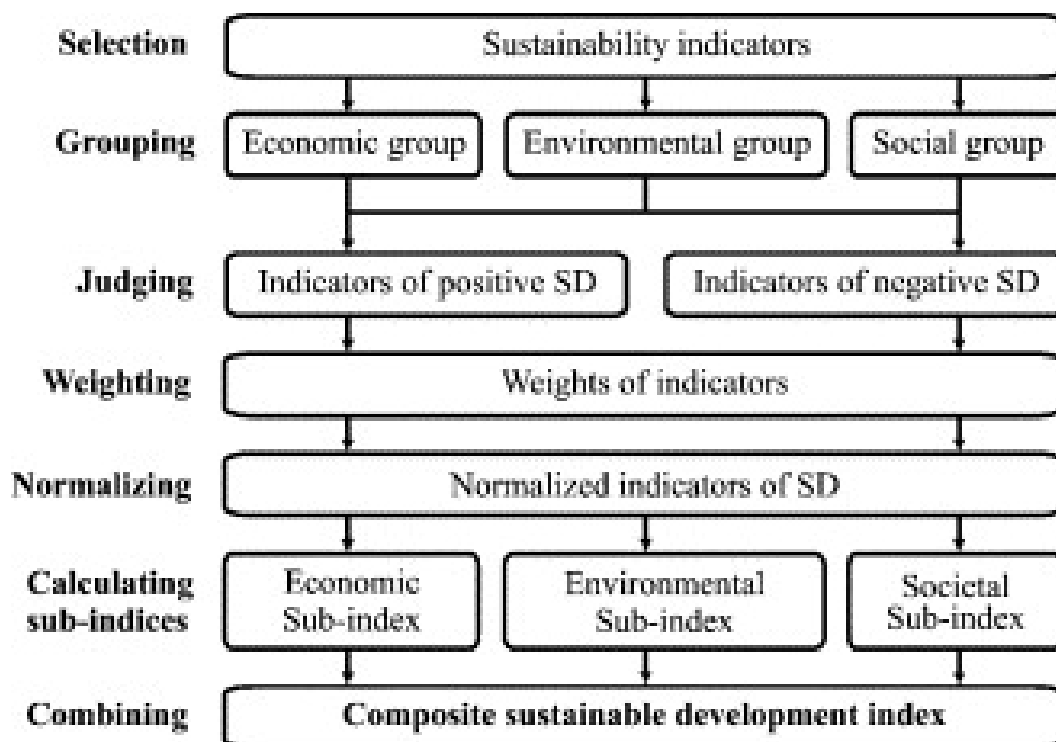 Selection
Sustainability indicators
Grouping
Economic group
Environmental group
Social group
Judging
Indicators of positive SD
Indicators of negative SD
Weighting
Weights of indicators
Normalizing
Normalized indicators of SD
Calculating
sub-indices
Economic
Sub-index
Environmental
Sub-index
Societal
Sub-index
Combining
Composite sustainable development index